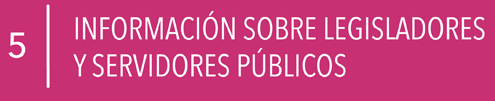 5
INFORMACIÓN SOBRE LEGISLADORES
Y SERVIDORES PÚBLICOS